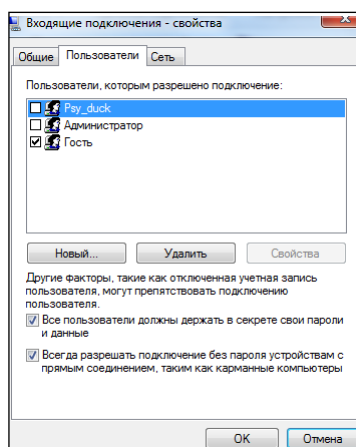 Входящие подключения - свойства
Общие Пользователи Сеть
Пользователи, которым разрешено подключение:
Psy_duck
Администратор
Гость
Новый... Удалить Свойства
Другие факторы, такие как отключенная учетная запись
пользователя, могут препятствовать подключению
пользователя.
Все пользователи должны держать в секрете свои пароли
и данные
Всегда разрешать подключение без пароля устройствам с
прямым соединением, таким как карманные компьютеры
OK Отмена